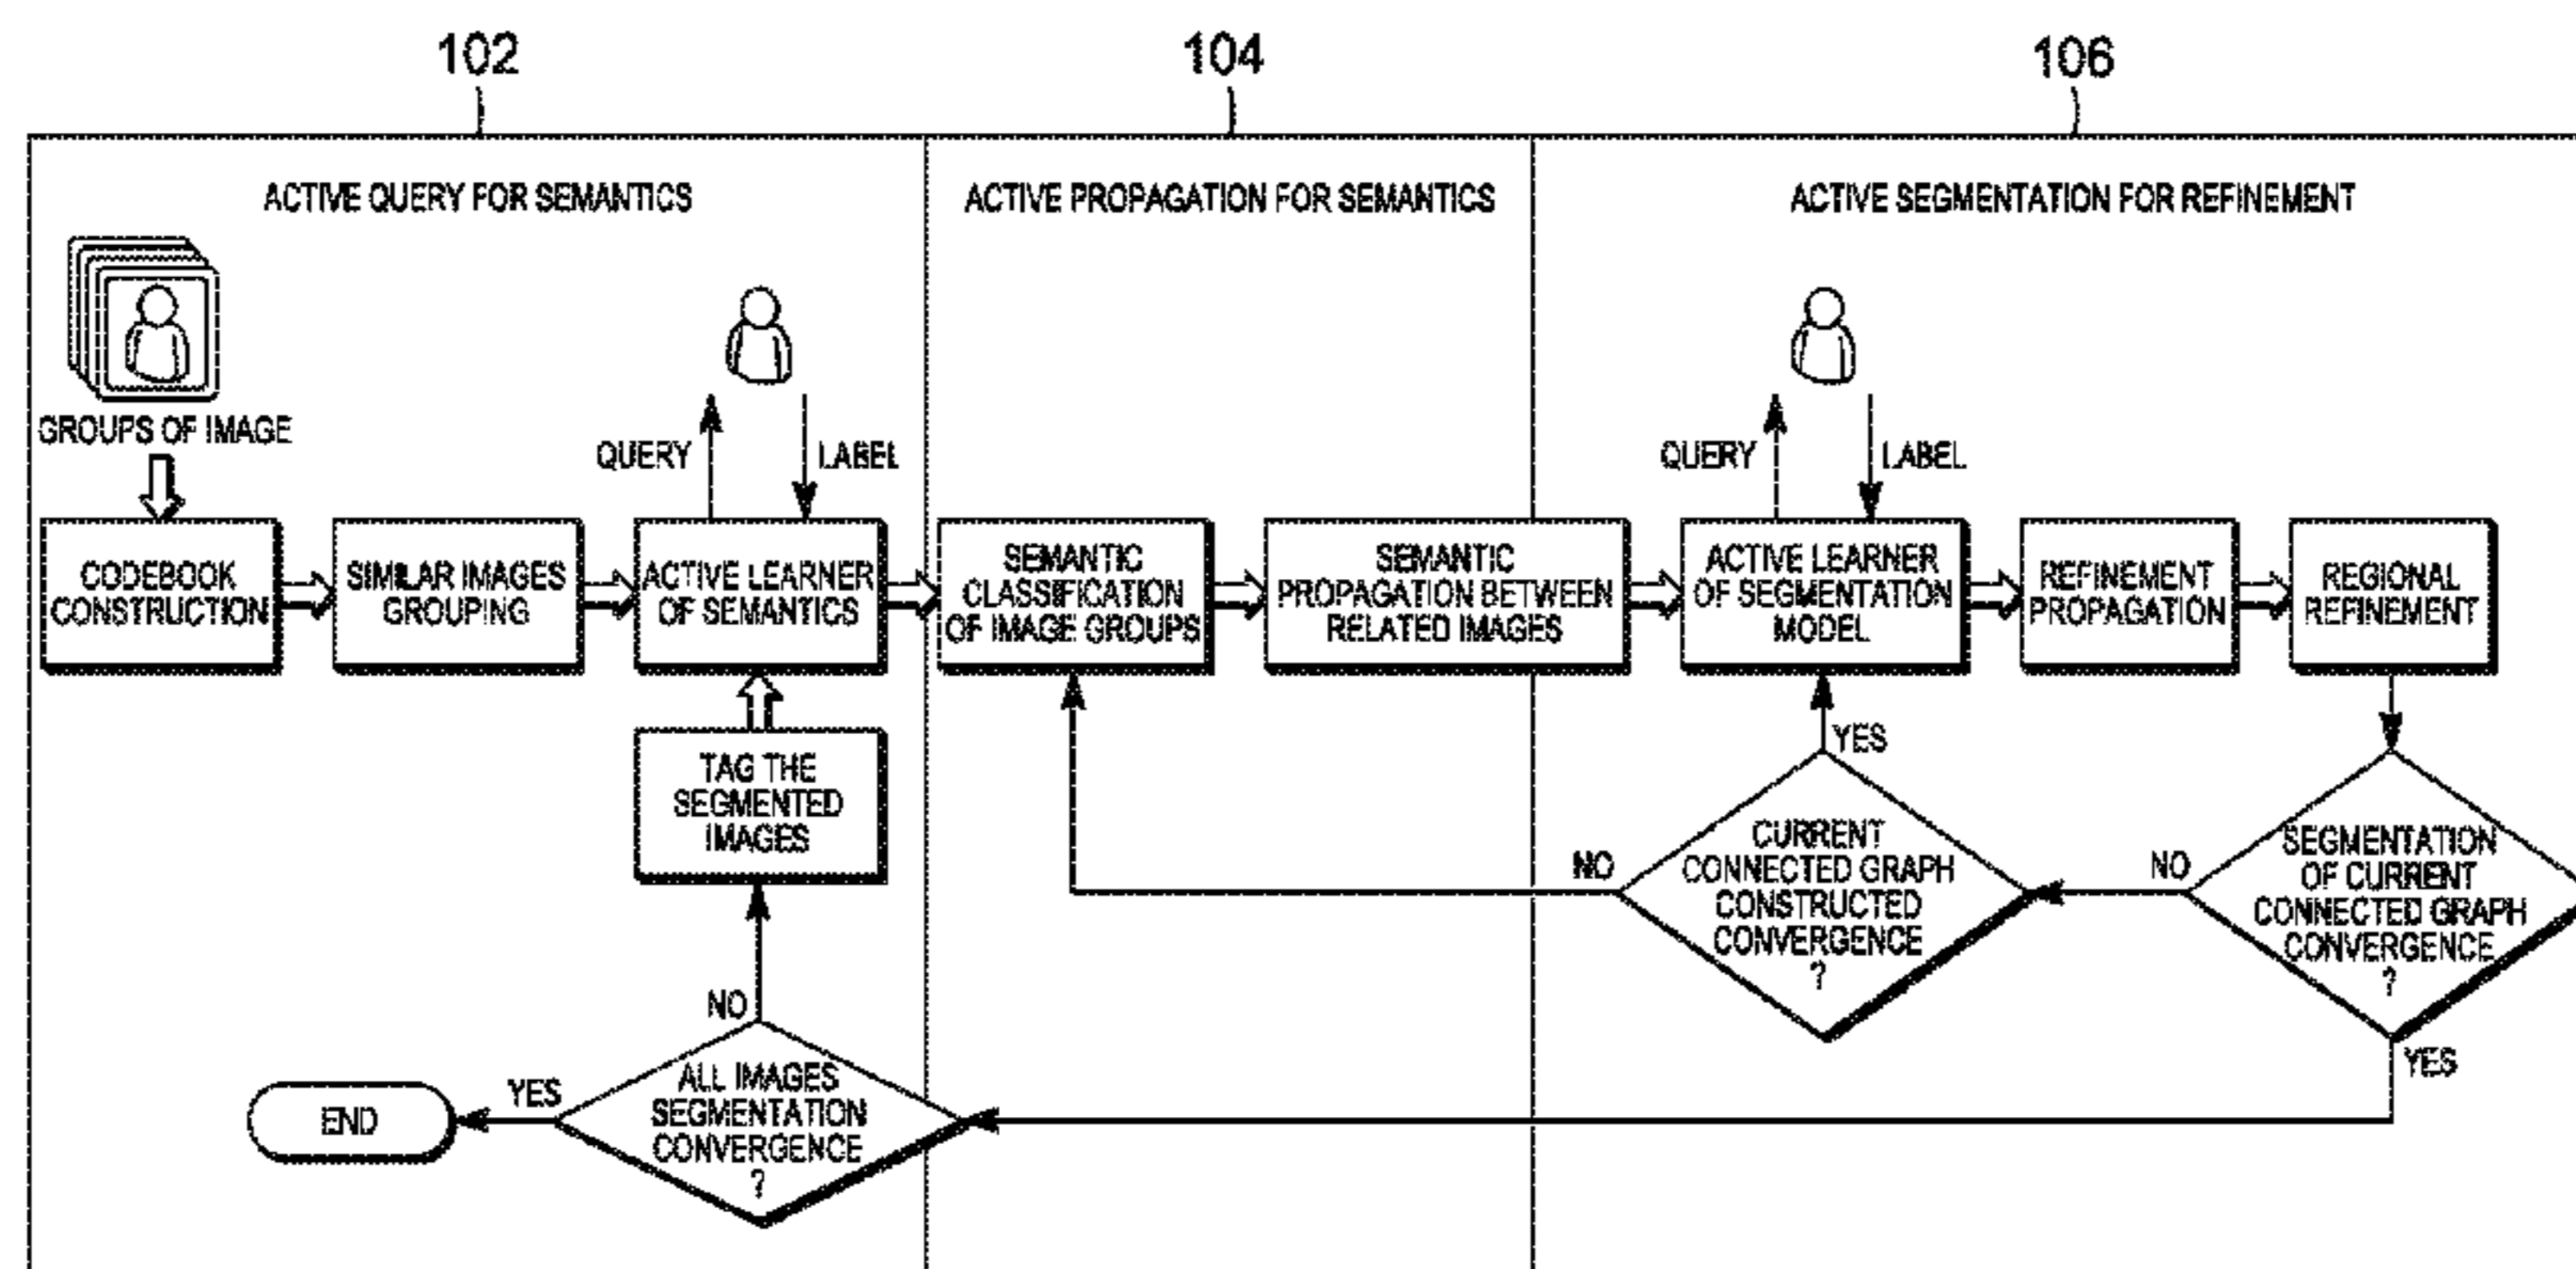 102
104
106
ACTIVE QUERY FOR SEMANTICS
ACTIVE PROPAGATION FOR SEMANTICS
ACTIVE SEGMENTATION FOR REFINEMENT
GROUPS OF IMAGE
QUERY
LABEL
QUERY
LABEL
CODEBOOK
CONSTRUCTION
SIMILAR IMAGES
GROUPING
ACTIVE LEARNER
OF SEMANTICS
SEMANTIC
CLASSIFICATION
OF IMAGE GROUPS
SEMANTIC
PROPAGATION BETWEEN
RELATED IMAGES
ACTIVE LEARNER
OF SEGMENTATION
MODEL
REFINEMENT
PROPAGATION
REGIONAL
REFINEMENT
TAG THE
SEGMENTED
IMAGES
YES
NO
CURRENT
CONNECTED GRAPH
CONSTRUCTED
CONVERGENCE
?
NO
SEGMENTATION
OF CURRENT
CONNECTED GRAPH
CONVERGENCE
?
YES
NO
ALL IMAGES
SEGMENTATION
CONVERGENCE
?
YES
END